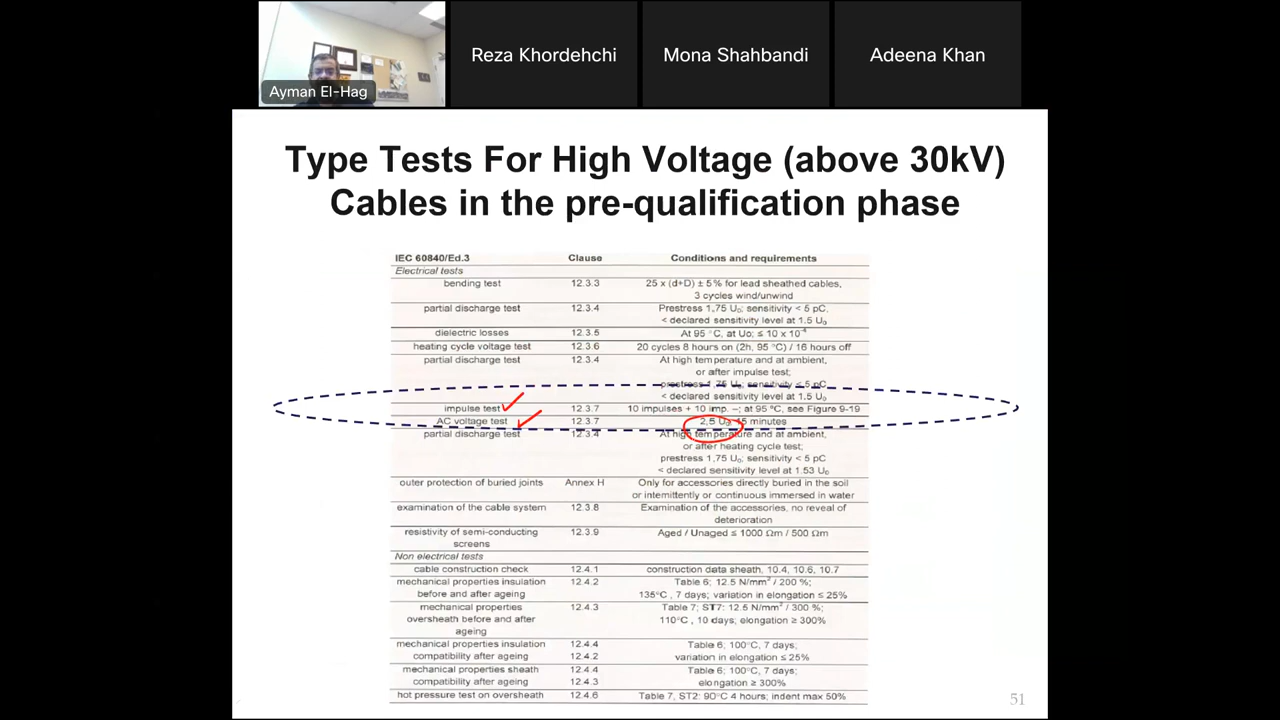 Ayman El-Hag
Reza Khordehchi
Mona Shahbandi
Adeena Khan
Type Tests For High Voltage (above 30kV)
Cables in the pre-qualification phase
IEC 60840/Ed.3 Clause Conditions and requirements
Electrical tests
bending test 12.3.3 25 x (d+D) ± 5% for lead sheathed cables,
3 cycles wind/unwind
partial discharge test 12.3.4 Prestress 1,75 U₀; sensitivity < 5 pC,
< declared sensitivity level at 1.5 U₀
dielectric losses 12.3.5 At 95 °C, at Uo; ≤ 10 x 10⁻⁴
heating cycle voltage test 12.3.6 20 cycles 8 hours on (2h, 95 °C) / 16 hours off
partial discharge test 12.3.4 At high temperature and at ambient,
or after impulse test;
prestress 1,75 U₀; sensitivity < 5 pC
< declared sensitivity level at 1.5 U₀
impulse test 12.3.7 10 impulses + 10 imp. –; at 95 °C, see Figure 9-19
AC voltage test 12.3.7 2,5 U₀ 15 minutes
partial discharge test 12.3.4 At high temperature and at ambient,
or after heating cycle test;
prestress 1,75 U₀; sensitivity < 5 pC
< declared sensitivity level at 1.53 U₀
outer protection of buried joints Annex H Only for accessories directly buried in the soil
or intemittently or continuous immersed in water
examination of the cable system 12.3.8 Examination of the accessories, no reveal of
deterioration
resistivity of semi-conducting 12.3.9 Aged / Unaged ≤ 1000 Ωm / 500 Ωm
screens
Non electrical tests
cable construction check 12.4.1 construction data sheath, 10.4, 10.6, 10.7
mechanical properties insulation 12.4.2 Table 6; 12.5 N/mm² / 200 %;
before and after ageing 135°C , 7 days; variation in elongation ≤ 25%
mechanical properties 12.4.3 Table 7; ST7: 12.5 N/mm² / 300 %;
oversheath before and after 110°C , 10 days; elongation ≥ 300%
ageing
mechanical properties insulation 12.4.4 Table 6; 100°C, 7 days;
compatibility after ageing 12.4.2 variation in elongation ≤ 25%
mechanical properties sheath 12.4.4 Table 6; 100°C, 7 days;
compatibility after ageing 12.4.3 elongation ≥ 300%
hot pressure test on oversheath 12.4.6 Table 7, ST2: 90°C 4 hours; indent max 50%
51